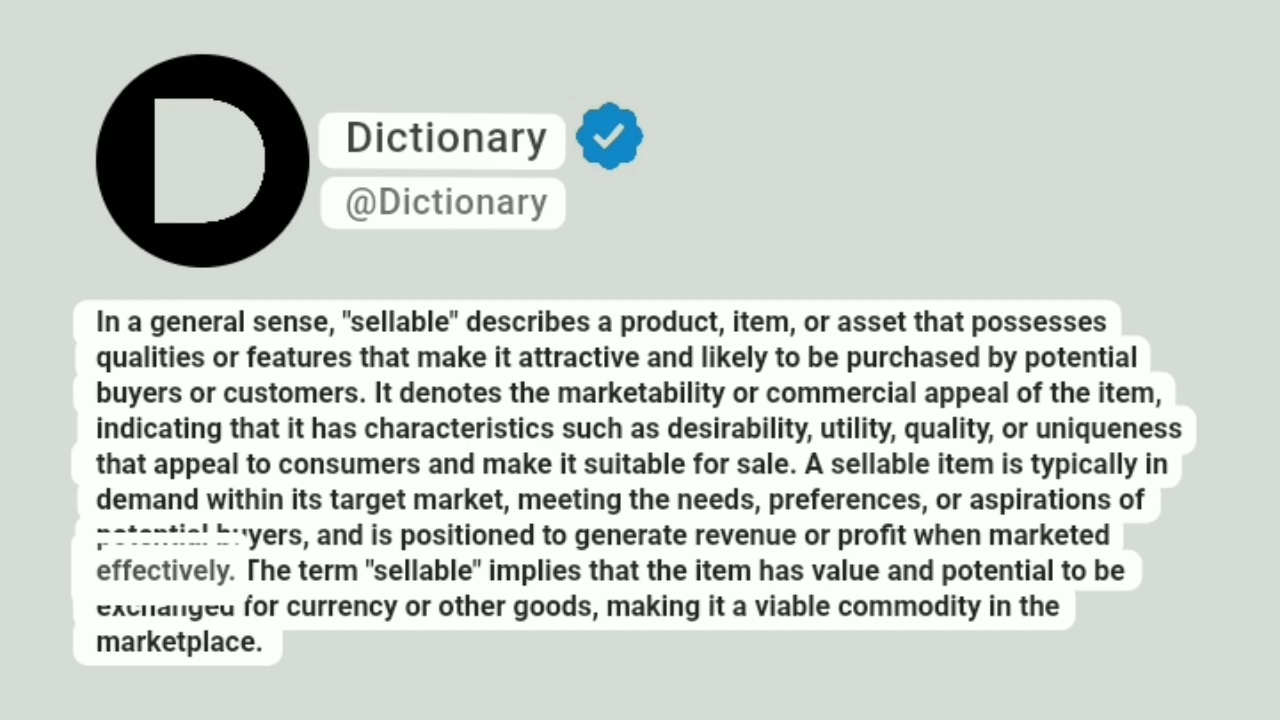 D
Dictionary
@Dictionary
In a general sense, "sellable" describes a product, item, or asset that possesses
qualities or features that make it attractive and likely to be purchased by potential
buyers or customers. It denotes the marketability or commercial appeal of the item,
indicating that it has characteristics such as desirability, utility, quality, or uniqueness
that appeal to consumers and make it suitable for sale. A sellable item is typically in
demand within its target market, meeting the needs, preferences, or aspirations of
potential buyers, and is positioned to generate revenue or profit when marketed
effectively. The term "sellable" implies that the item has value and potential to be
exchanged for currency or other goods, making it a viable commodity in the
marketplace.